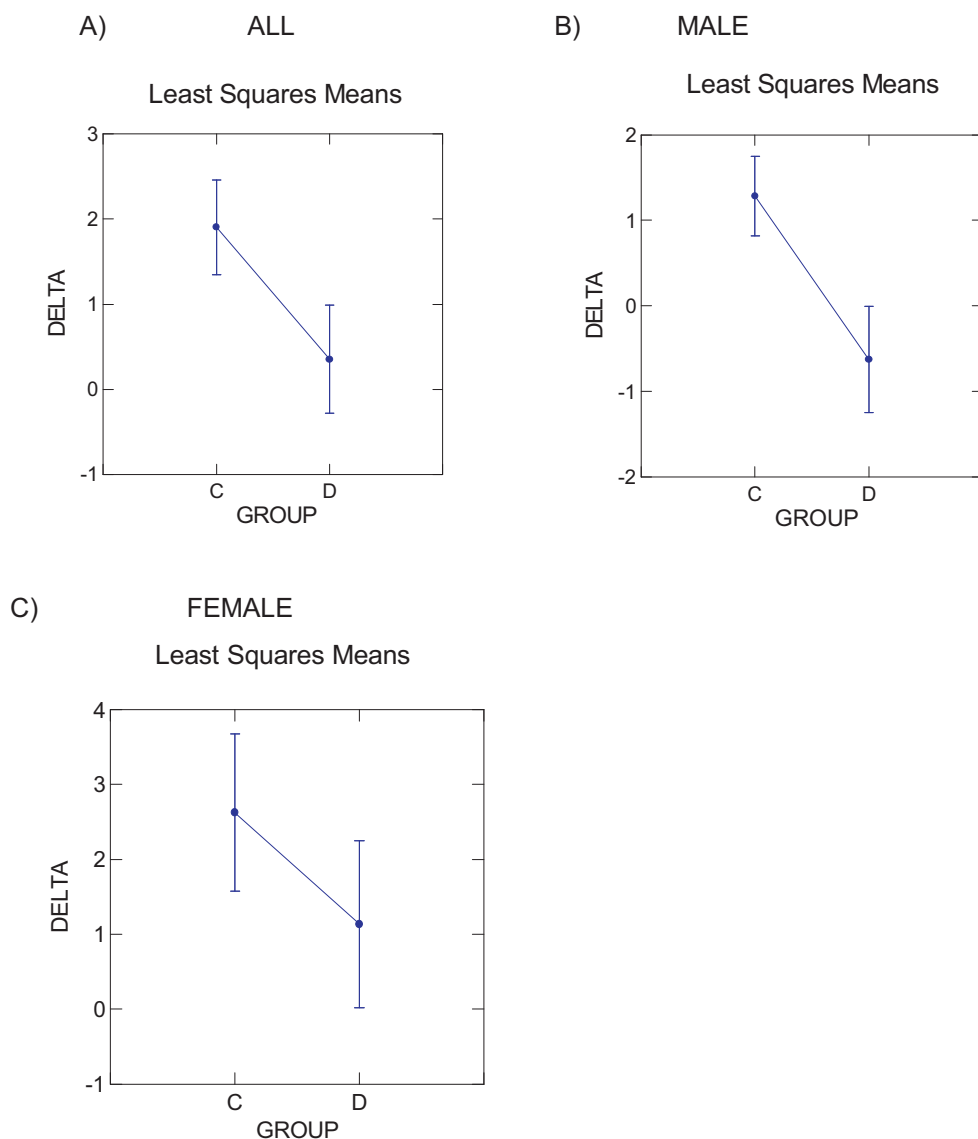 A) ALL
Least Squares Means
3
2
1
0
-1
DELTA
C D
GROUP
B) MALE
Least Squares Means
2
1
0
-1
-2
DELTA
C D
GROUP
C) FEMALE
Least Squares Means
4
3
2
1
0
-1
DELTA
C D
GROUP